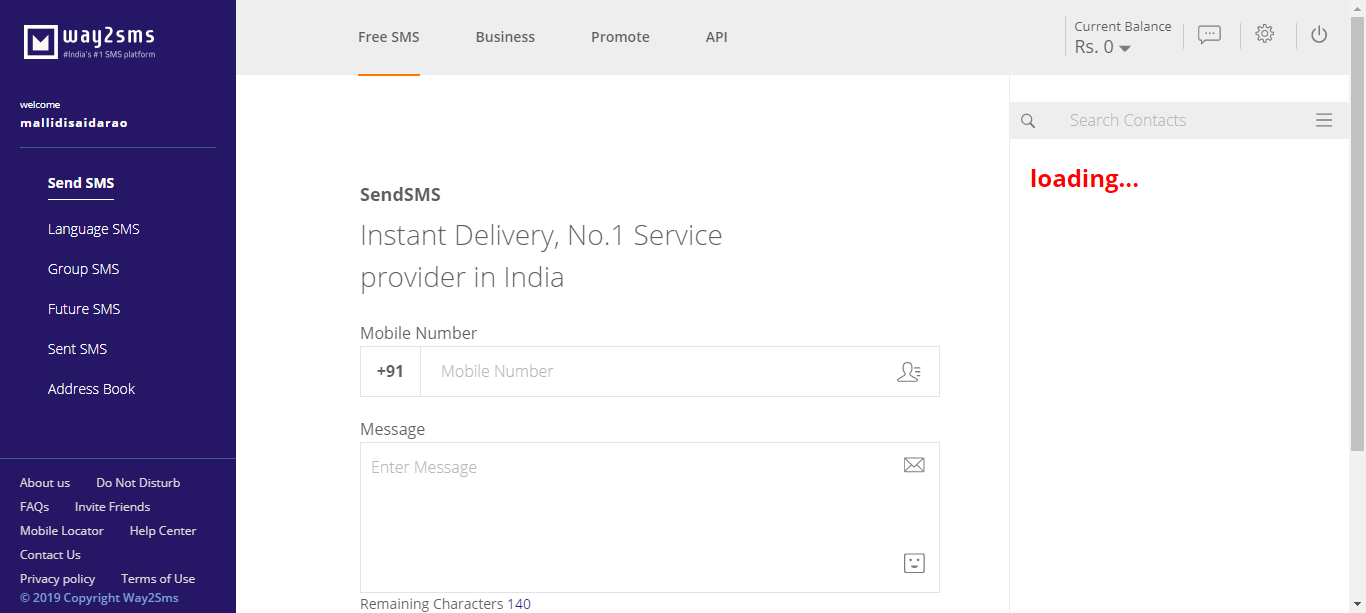 way2sms
#India's #1 SMS platform
welcome
mallidisaidarao
Send SMS
Language SMS
Group SMS
Future SMS
Sent SMS
Address Book
About us Do Not Disturb
FAQs Invite Friends
Mobile Locator Help Center
Contact Us
Privacy policy Terms of Use
© 2019 Copyright Way2Sms
Free SMS Business Promote API
Current Balance
Rs. 0
SendSMS
Instant Delivery, No.1 Service
provider in India
Mobile Number
+91 Mobile Number
Message
Enter Message
Remaining Characters 140
Search Contacts
loading...